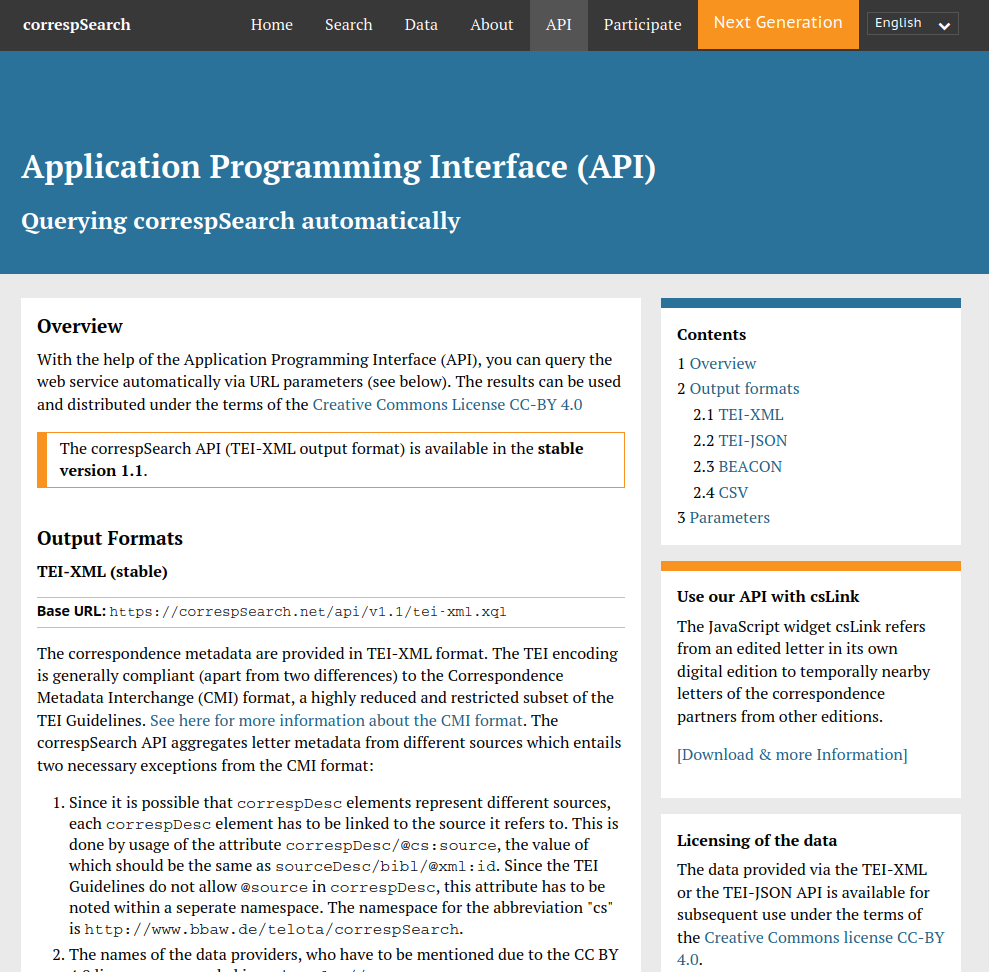 correspSearch
Home
Search
Data
About
API
Participate
Next Generation
English
Application Programming Interface (API)
Querying correspSearch automatically
Overview
With the help of the Application Programming Interface (API), you can query the
web service automatically via URL parameters (see below). The results can be used
and distributed under the terms of the Creative Commons License CC-BY 4.0
The correspSearch API (TEI-XML output format) is available in the stable
version 1.1.
Output Formats
TEI-XML (stable)
Base URL: https://correspSearch.net/api/v1.1/tei-xml.xql
The correspondence metadata are provided in TEI-XML format. The TEI encoding
is generally compliant (apart from two differences) to the Correspondence
Metadata Interchange (CMI) format, a highly reduced and restricted subset of the
TEI Guidelines. See here for more information about the CMI format. The
correspSearch API aggregates letter metadata from different sources which entails
two necessary exceptions from the CMI format:
1. Since it is possible that correspDesc elements represent different sources,
each correspDesc element has to be linked to the source it refers to. This is
done by usage of the attribute correspDesc/@cs:source, the value of
which should be the same as sourceDesc/bibl/@xml:id. Since the TEI
Guidelines do not allow @source in correspDesc, this attribute has to be
noted within a seperate namespace. The namespace for the abbreviation "cs"
is http://www.bbaw.de/telota/correspSearch.
2. The names of the data providers, who have to be mentioned due to the CC BY
Contents
1 Overview
2 Output formats
2.1 TEI-XML
2.2 TEI-JSON
2.3 BEACON
2.4 CSV
3 Parameters
Use our API with csLink
The JavaScript widget csLink refers
from an edited letter in its own
digital edition to temporally nearby
letters of the correspondence
partners from other editions.
[Download & more Information]
Licensing of the data
The data provided via the TEI-XML
or the TEI-JSON API is available for
subsequent use under the terms of
the Creative Commons license CC-BY
4.0.